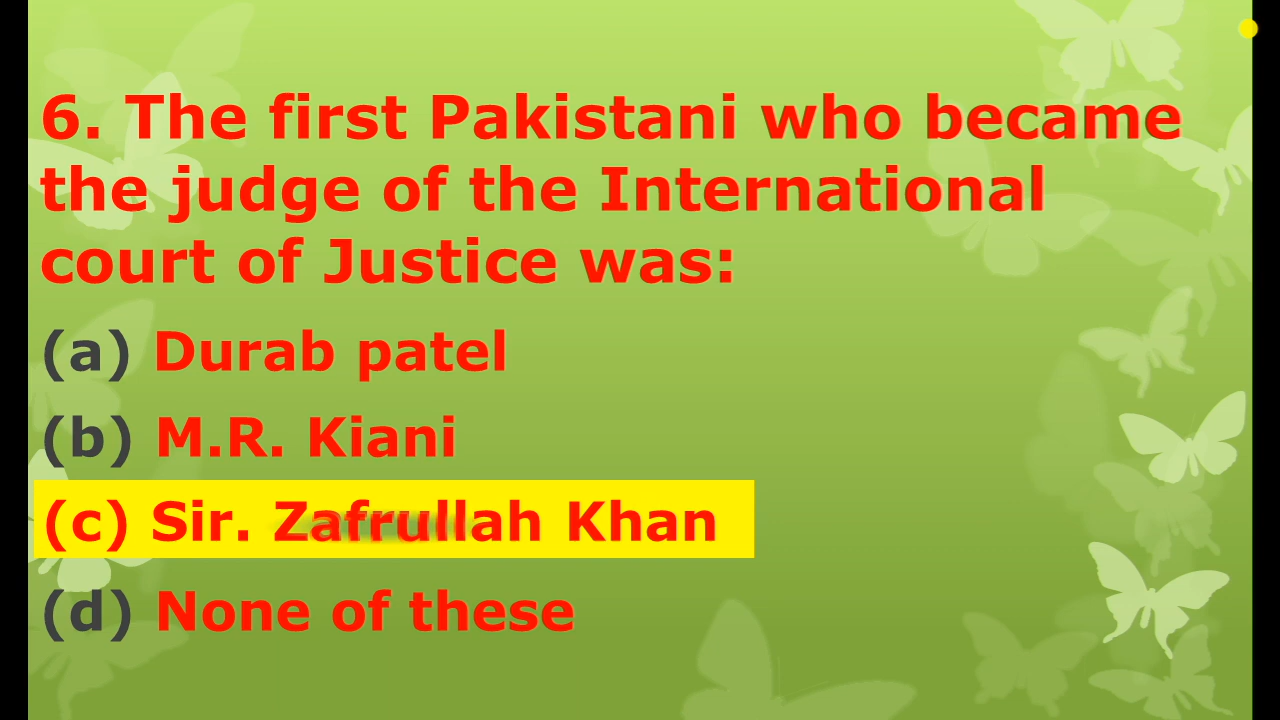 6. The first Pakistani who became
the judge of the International
court of Justice was:
(a) Durab patel
(b) M.R. Kiani
(c) Sir. Zafrullah Khan
(d) None of these